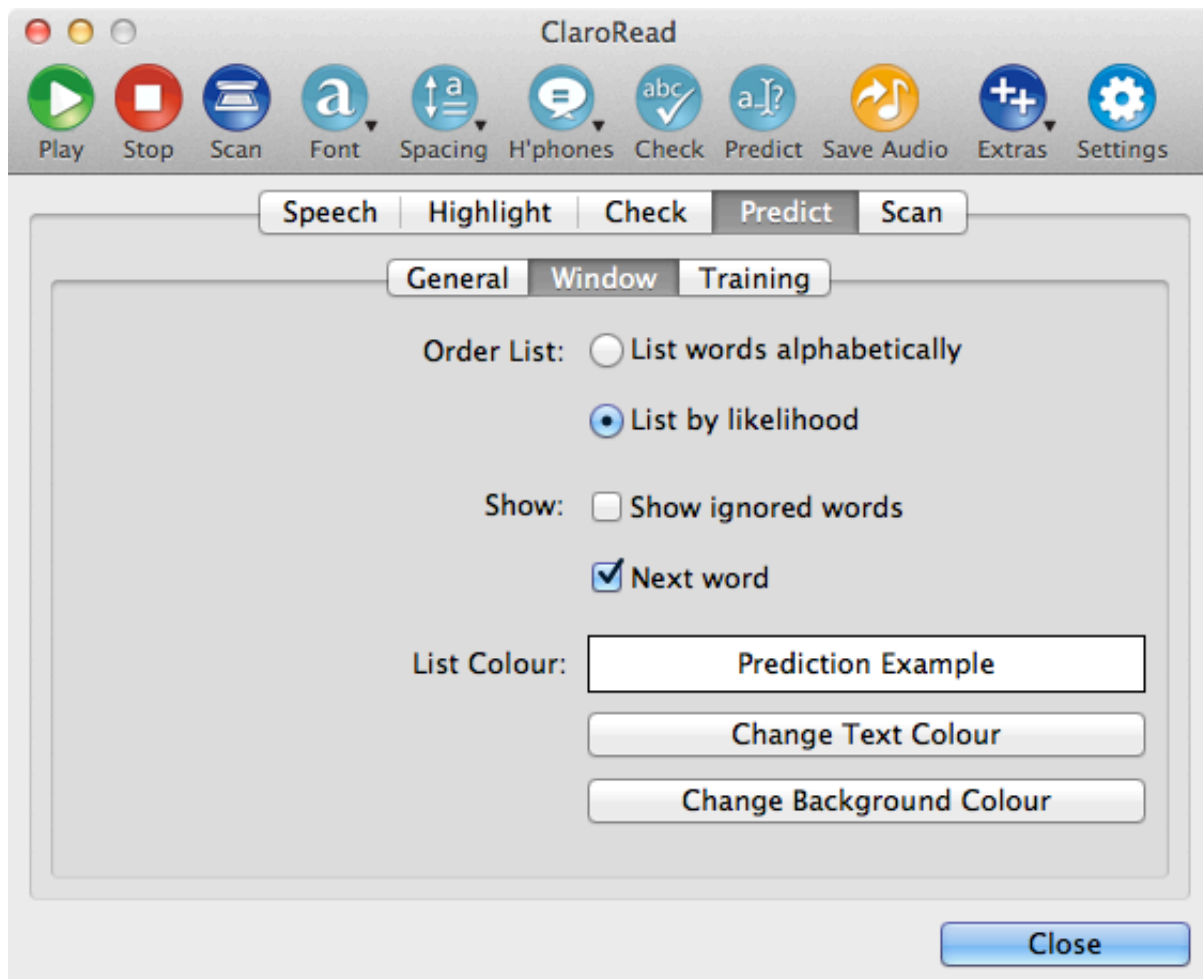 ClaroRead
a a abc a..? ++
Play Stop Scan Font Spacing H'phones Check Predict Save Audio Extras Settings
Speech Highlight Check Predict Scan
General Window Training
Order List: List words alphabetically
List by likelihood
Show: Show ignored words
Next word
List Colour: Prediction Example
Change Text Colour
Change Background Colour
Close